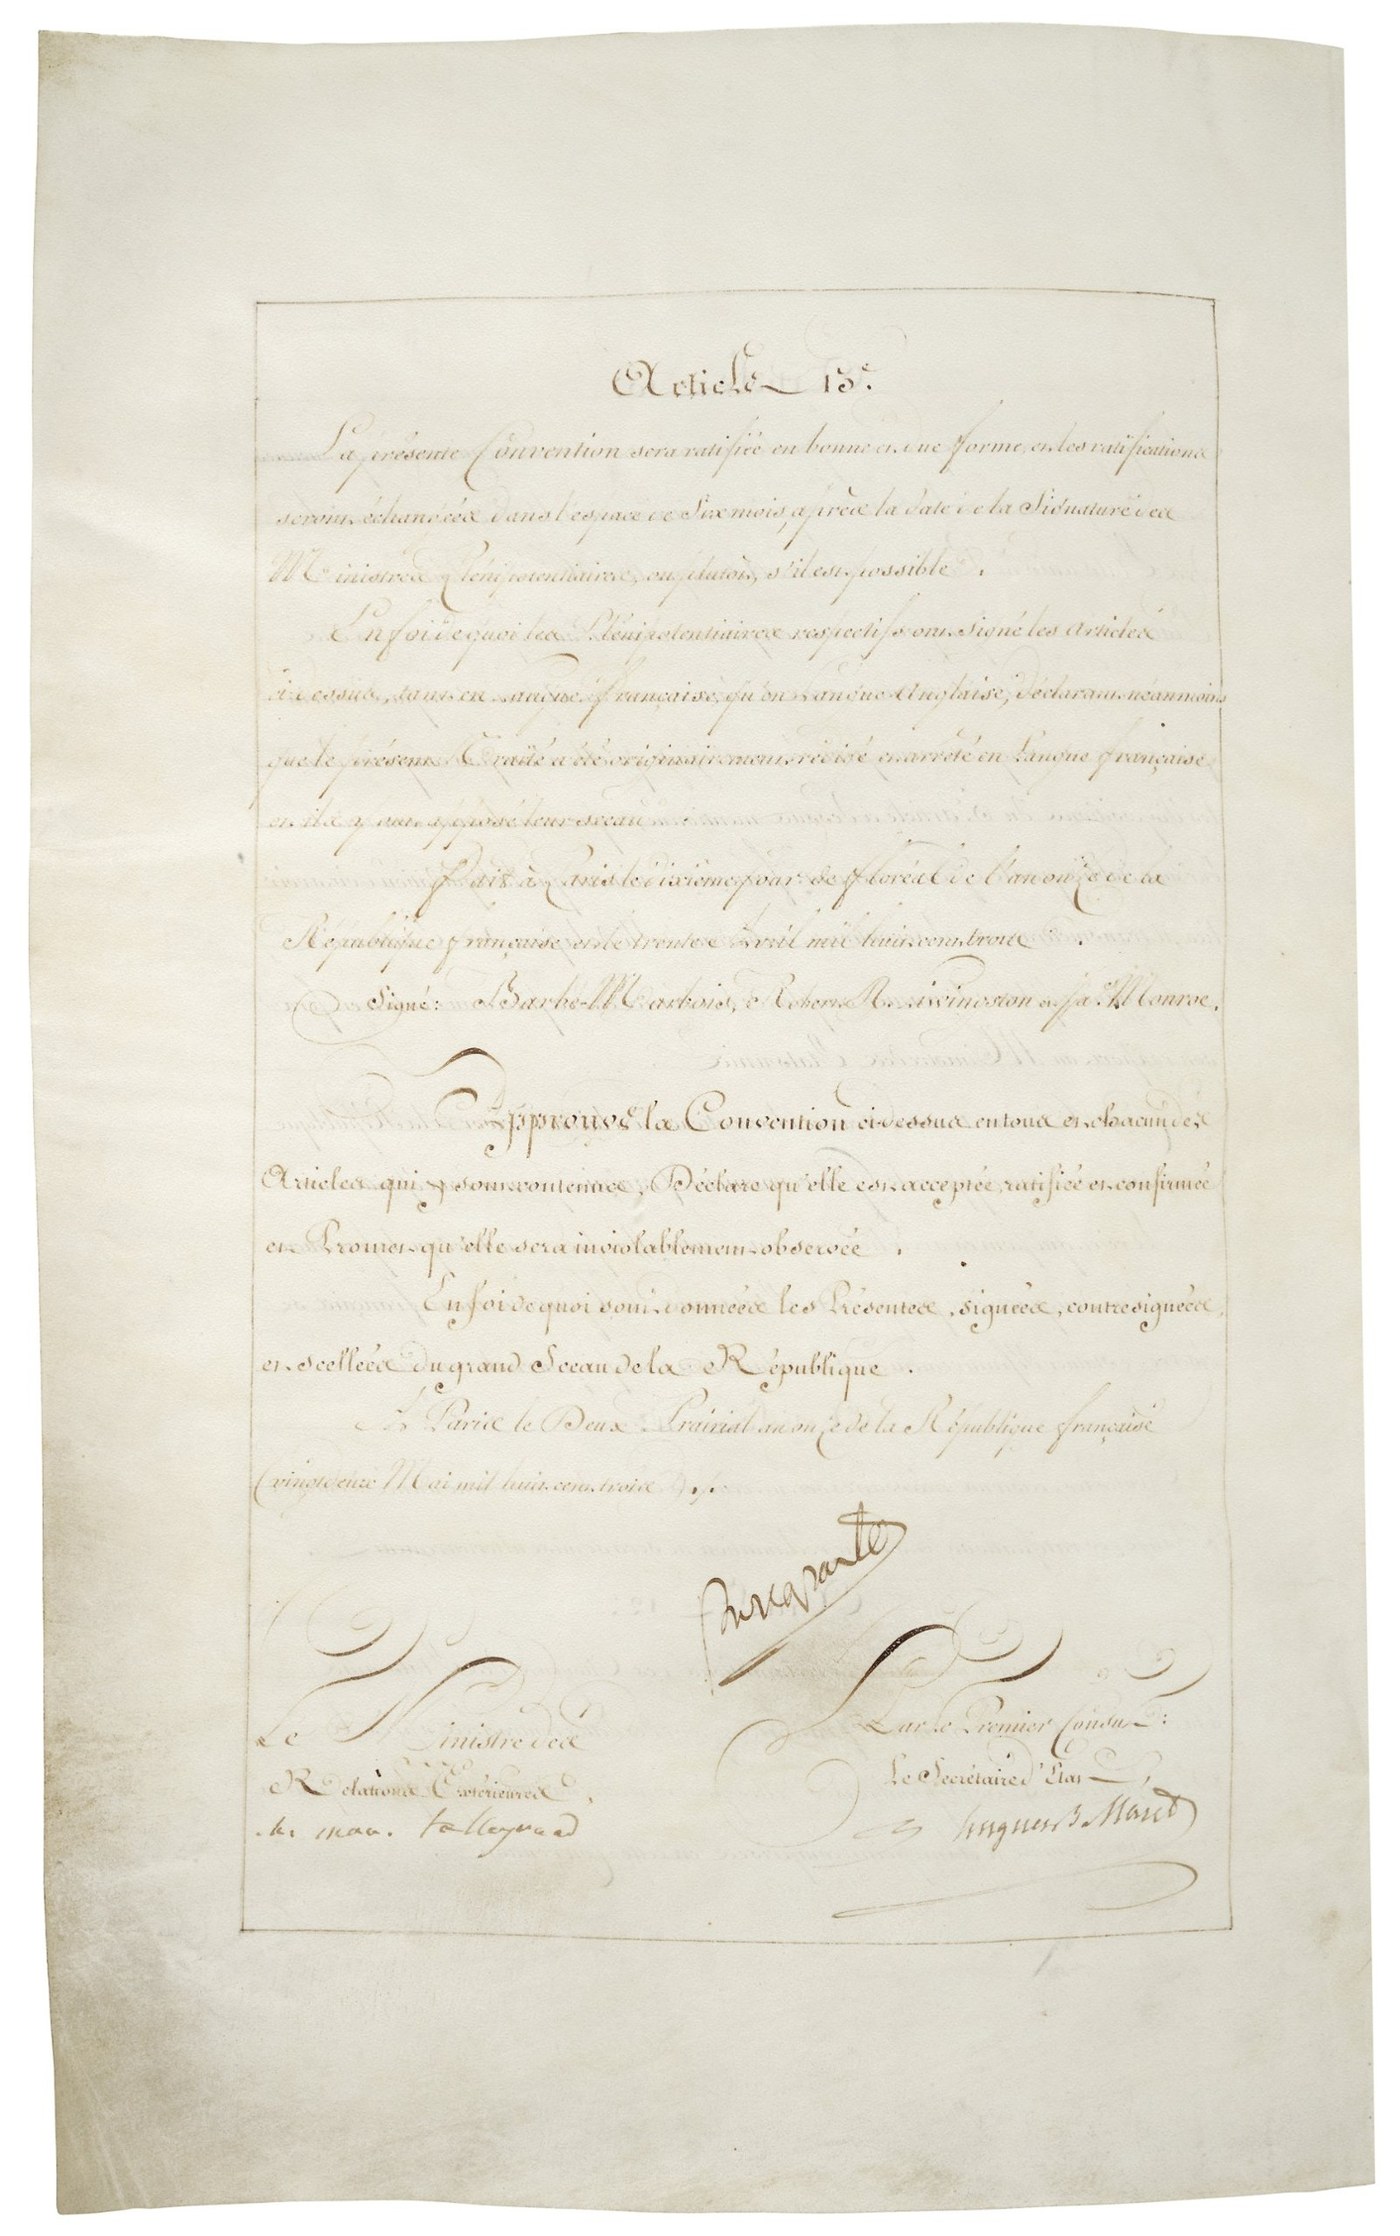 Article 13e.
La présente Convention sera ratifiée en bonne et due forme, et les ratifications
seront échangées dans l'espace de Six mois, après la date de la Signature des
Ministres Plénipotentiaires, ou plutôt, s'il est possible.
En foi de quoi les Plénipotentiaires respectifs ont Signé les articles
ci dessus, tant en Langue française, qu'en Langue Anglaise; déclarant néanmoins
que le présent Traité a été originairement rédigé et arrêté en Langue française
et ils y ont apposé leur sceau
Fait à Paris le dixième jour de floréal de l'an onze de la
République française et le trente Avril mil huit cent trois.
Signé: Barbé-Marbois, Robert R. Livingston et Ja. Monroe.
Approuve la Convention ci-dessus en tous et chacun des
Articles qui y sont contenus, Déclare qu'elle est acceptée, ratifiée et confirmée
et Promet qu'elle sera inviolablement observée.
En foi de quoi sont données les Présentes, signées, contresignées,
et scellées du grand Sceau de la République.
A Paris le Deux Prairial an onze de la République française
(vingt deux Mai mil huit cent trois)
Bonaparte
Le Ministre des
Relations Extérieures,
ch. mau. talleyrand
Par le Premier Consul:
Le Secrétaire d'Etat,
hugues B. Maret